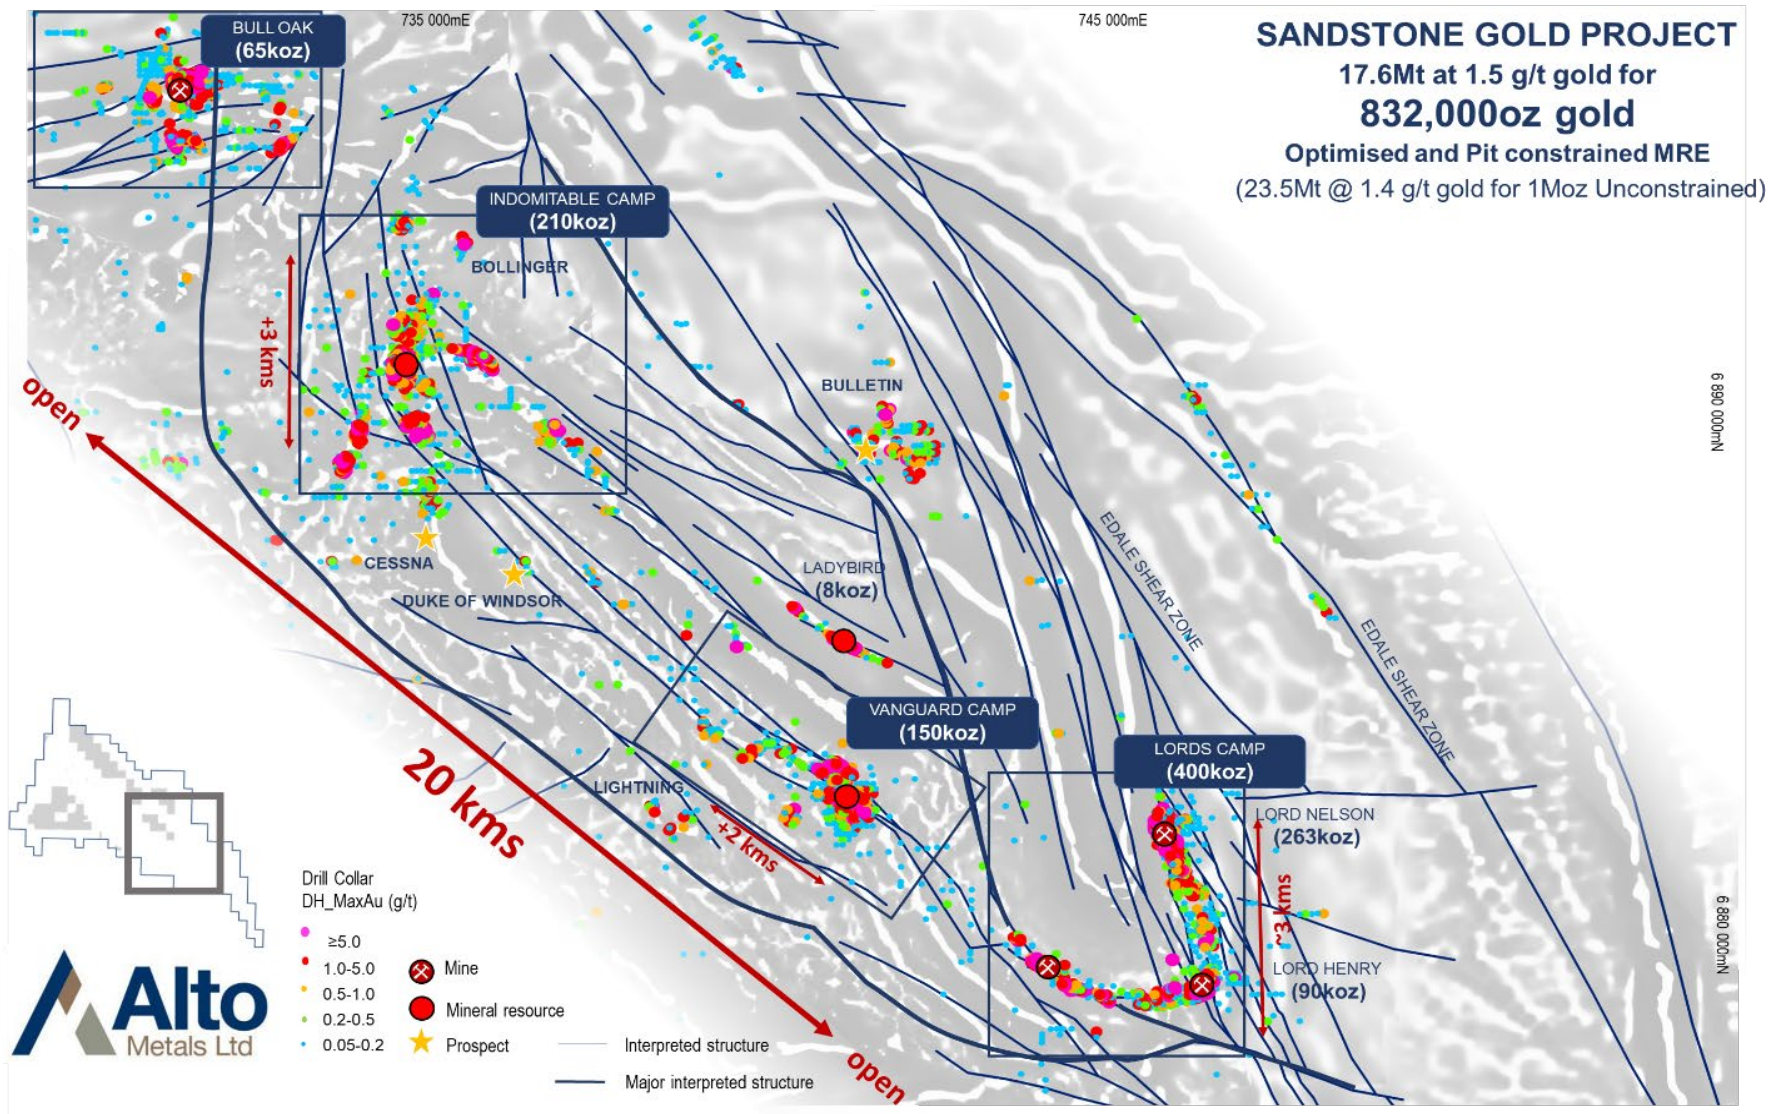 735 000mE
745 000mE
SANDSTONE GOLD PROJECT
17.6Mt at 1.5 g/t gold for
832,000oz gold
Optimised and Pit constrained MRE
(23.5Mt @ 1.4 g/t gold for 1Moz Unconstrained)
BULL OAK
(65koz)
INDOMITABLE CAMP
(210koz)
BOLLINGER
+3 kms
open
BULLETIN
6 890 000mN
CESSNA
DUKE OF WINDSOR
LADYBIRD
(8koz)
EDALE SHEAR ZONE
EDALE SHEAR ZONE
VANGUARD CAMP
(150koz)
LORDS CAMP
(400koz)
20 kms
LIGHTNING
+2 kms
LORD NELSON
(263koz)
~3 kms
6 880 000mN
LORD HENRY
(90koz)
open
Drill Collar
DH_MaxAu (g/t)
≥5.0
1.0-5.0
0.5-1.0
0.2-0.5
0.05-0.2
Mine
Mineral resource
Prospect
Interpreted structure
Major interpreted structure
Alto
Metals Ltd